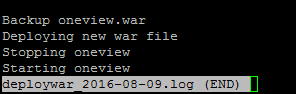 Backup oneview.war
Deploying new war file
Stopping oneview
Starting oneview
deploywar_2016-08-09.log (END)